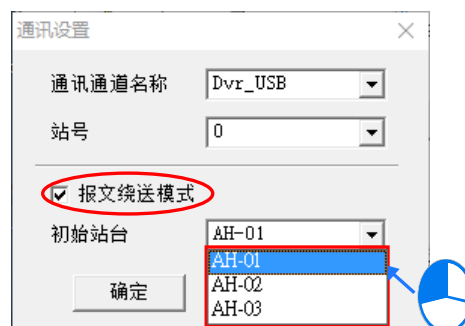 通讯设置
通讯通道名称 Dvr_USB
站号 0
报文绕送模式
初始站台 AH-01
AH-01
确定 AH-02
AH-03